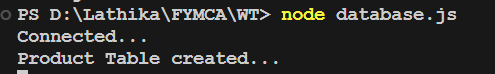 PS D:\Lathika\FYMCA\WT> node database.js
Connected...
Product Table created...